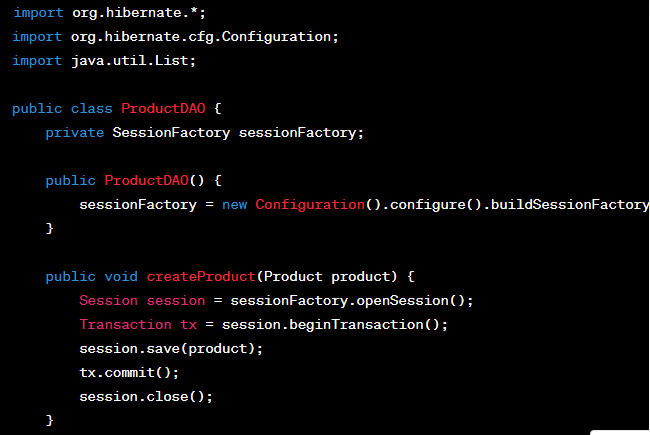 import org.hibernate.*;
import org.hibernate.cfg.Configuration;
import java.util.List;
public class ProductDAO {
private SessionFactory sessionFactory;
public ProductDAO() {
sessionFactory = new Configuration().configure().buildSessionFactory
}
public void createProduct(Product product) {
Session session = sessionFactory.openSession();
Transaction tx = session.beginTransaction();
session.save(product);
tx.commit();
session.close();
}